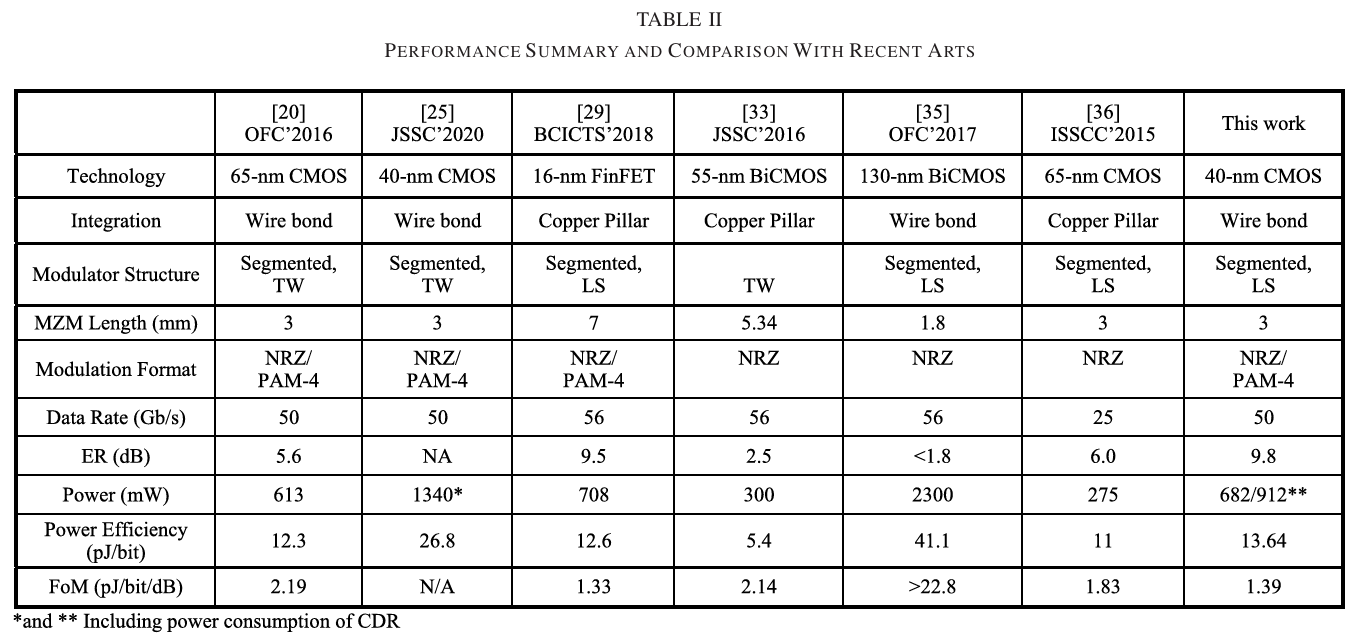 TABLE II
PERFORMANCE SUMMARY AND COMPARISON WITH RECENT ARTS
[20] OFC'2016 [25] JSSC'2020 [29] BCICTS'2018 [33] JSSC'2016 [35] OFC'2017 [36] ISSCC'2015 This work
Technology 65-nm CMOS 40-nm CMOS 16-nm FinFET 55-nm BiCMOS 130-nm BiCMOS 65-nm CMOS 40-nm CMOS
Integration Wire bond Wire bond Copper Pillar Copper Pillar Wire bond Copper Pillar Wire bond
Modulator Structure Segmented, TW Segmented, TW Segmented, LS TW Segmented, LS Segmented, LS Segmented, LS
MZM Length (mm) 3 3 7 5.34 1.8 3 3
Modulation Format NRZ/ PAM-4 NRZ/ PAM-4 NRZ/ PAM-4 NRZ NRZ NRZ NRZ/ PAM-4
Data Rate (Gb/s) 50 50 56 56 56 25 50
ER (dB) 5.6 NA 9.5 2.5 <1.8 6.0 9.8
Power (mW) 613 1340* 708 300 2300 275 682/912**
Power Efficiency (pJ/bit) 12.3 26.8 12.6 5.4 41.1 11 13.64
FoM (pJ/bit/dB) 2.19 N/A 1.33 2.14 >22.8 1.83 1.39
*and ** Including power consumption of CDR